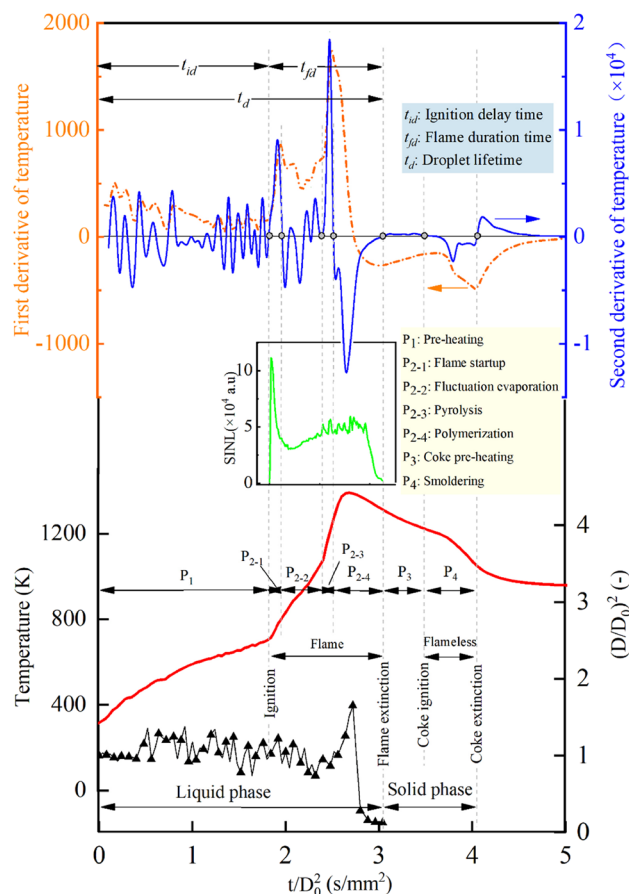 2000
1000
0
-1000
First derivative of temperature
2
1
0
-1
Second derivative of temperature (×10⁴)
t_id
t_fd
t_d
t_id: Ignition delay time
t_fd: Flame duration time
t_d: Droplet lifetime
10
5
0
SINL(×10⁴ a.u)
P₁: Pre-heating
P₂₋₁: Flame startup
P₂₋₂: Fluctuation evaporation
P₂₋₃: Pyrolysis
P₂₋₄: Polymerization
P₃: Coke pre-heating
P₄: Smoldering
1200
800
400
0
Temperature (K)
4
3
2
1
0
(D/D₀)² (-)
P₁
P₂₋₁
P₂₋₂
P₂₋₃
P₂₋₄
P₃
P₄
Flame
Flameless
Ignition
Flame extinction
Coke ignition
Coke extinction
Liquid phase
Solid phase
0
1
2
3
4
5
t/D₀² (s/mm²)